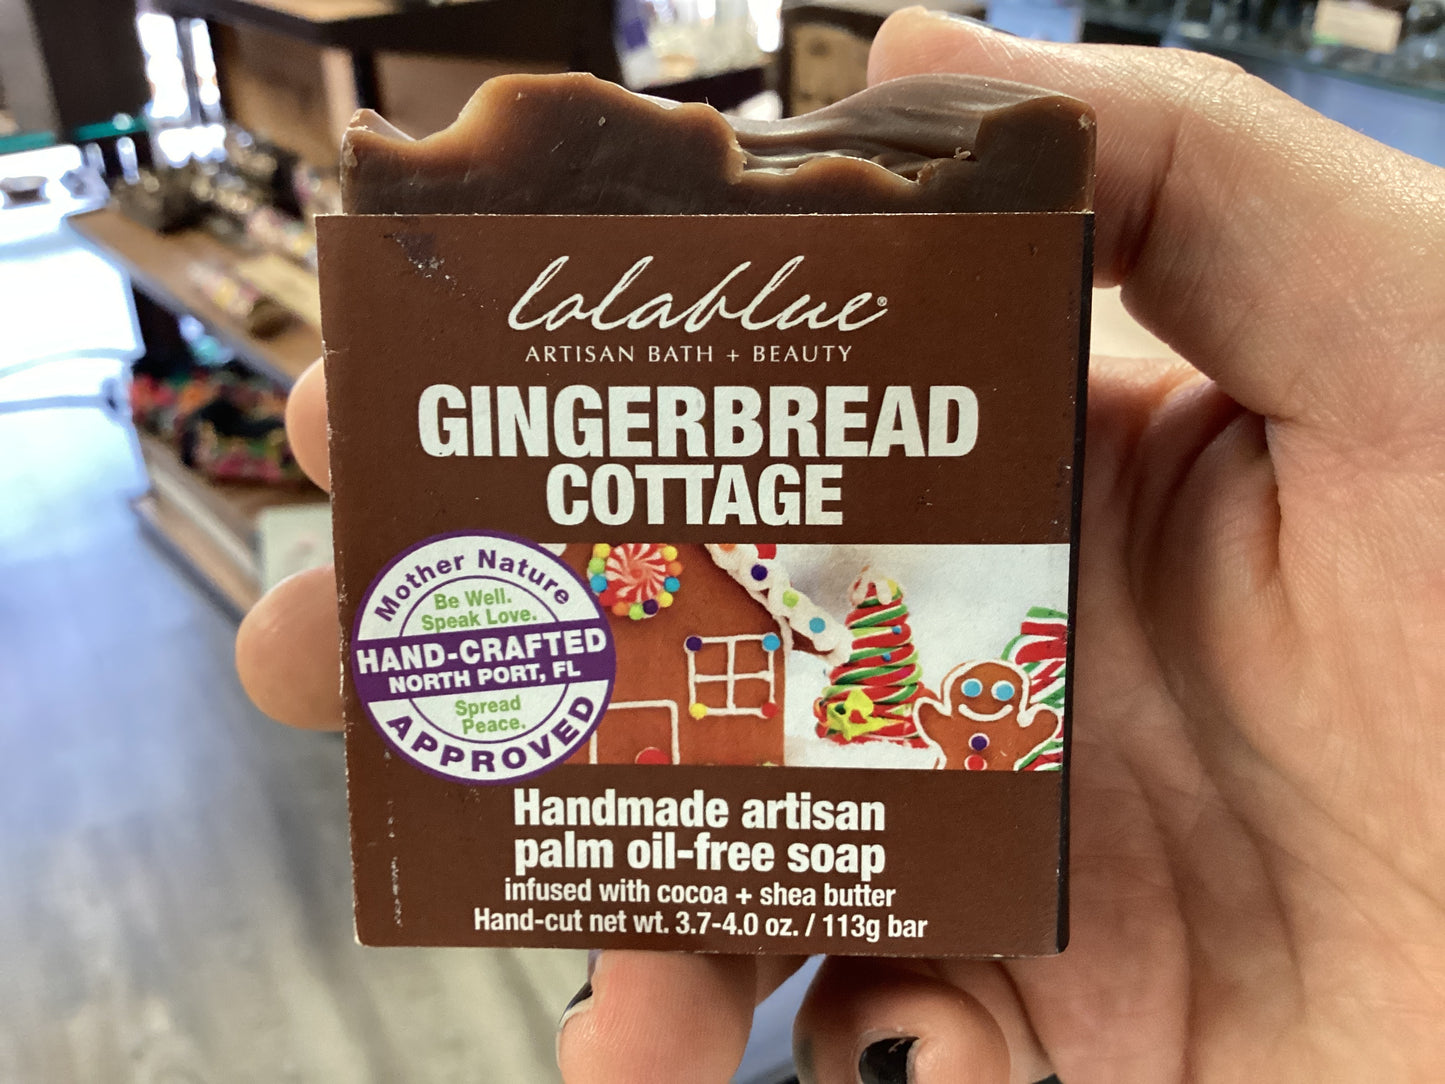 lolablue®
ARTISAN BATH + BEAUTY
GINGERBREAD
COTTAGE
Mother Nature
Be Well.
Speak Love.
HAND-CRAFTED
NORTH PORT, FL
Spread
Peace.
APPROVED
Handmade artisan
palm oil-free soap
infused with cocoa + shea butter
Hand-cut net wt. 3.7-4.0 oz. / 113g bar